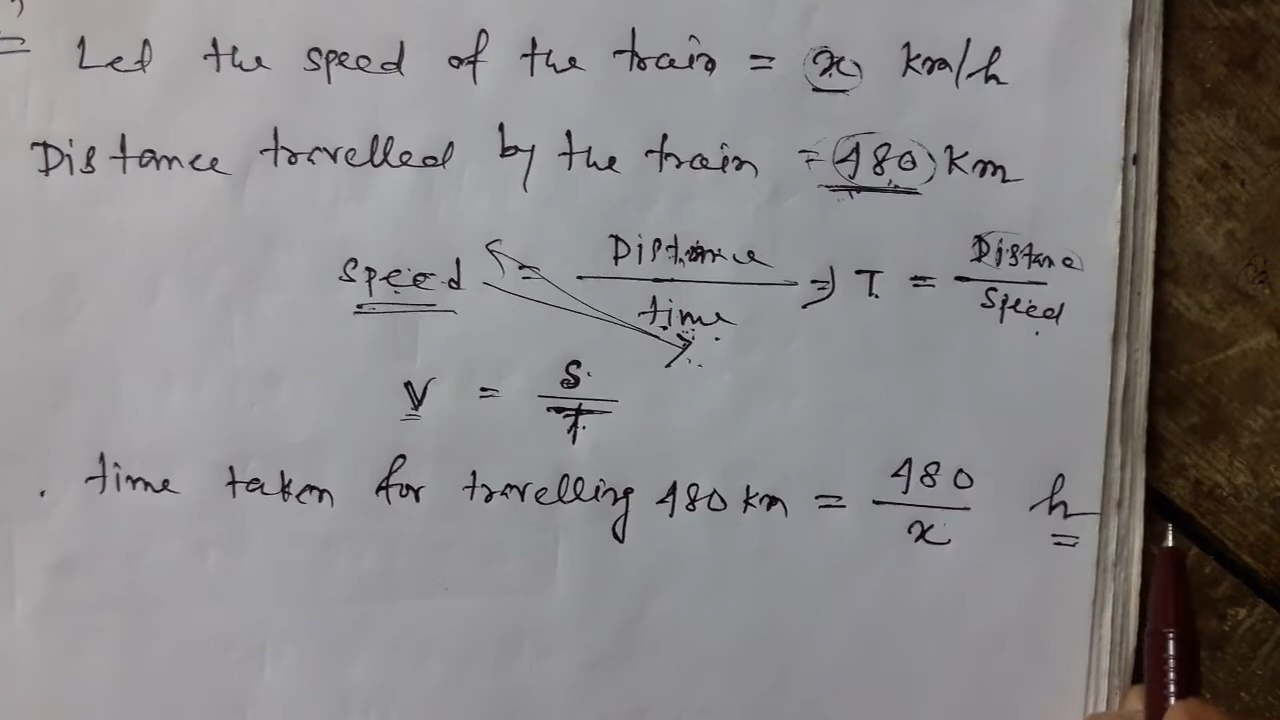 = Let the speed of the train = x km/h
Distance travelled by the train = 480 Km
Speed = Distance / time ⇒ T = Distance / Speed
V = S / T
. time taken for travelling 480 km = 480 / x h